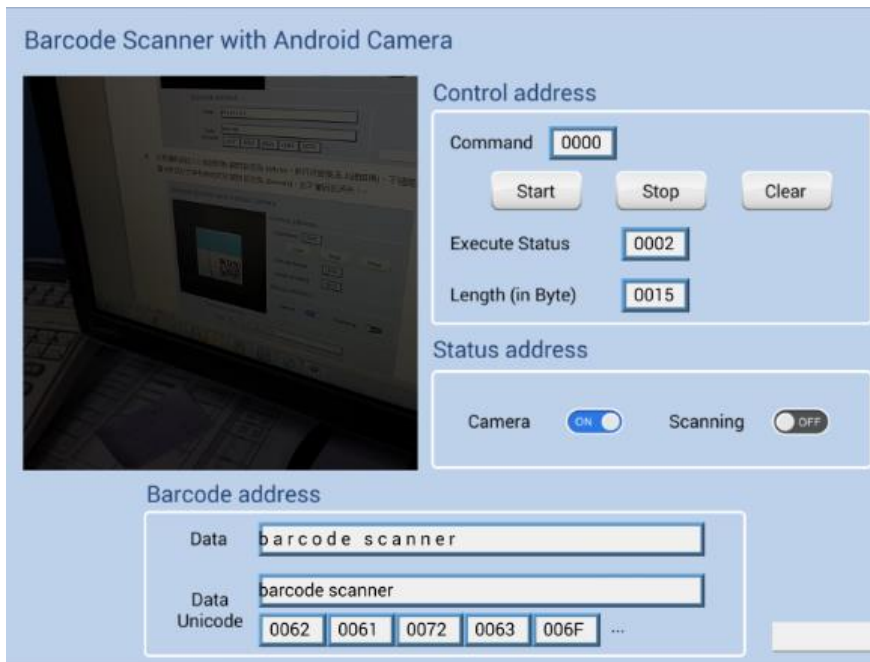 Barcode Scanner with Android Camera
Control address
Command 0000
Start Stop Clear
Execute Status 0002
Length (in Byte) 0015
Status address
Camera ON Scanning OFF
Barcode address
Data barcode scanner
Data Unicode barcode scanner
0062 0061 0072 0063 006F ...